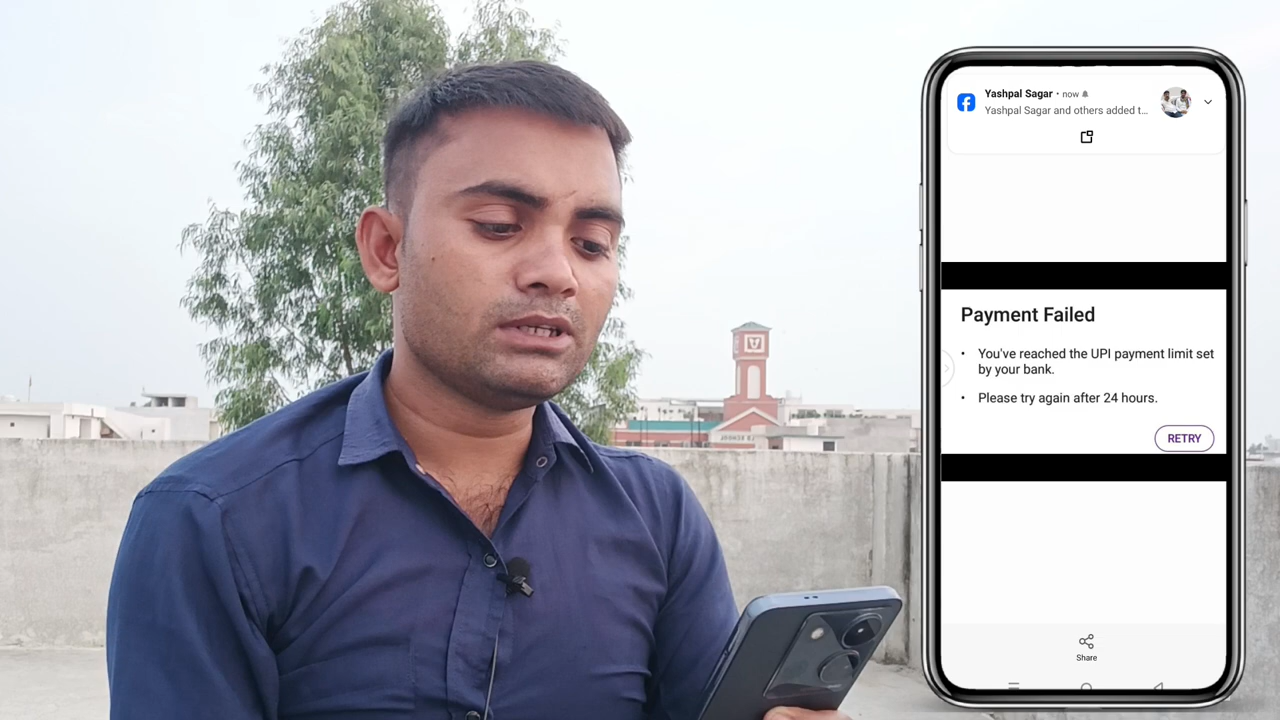 Yashpal Sagar • now
Yashpal Sagar and others added t...
Payment Failed
• You've reached the UPI payment limit set
by your bank.
• Please try again after 24 hours.
RETRY
Share